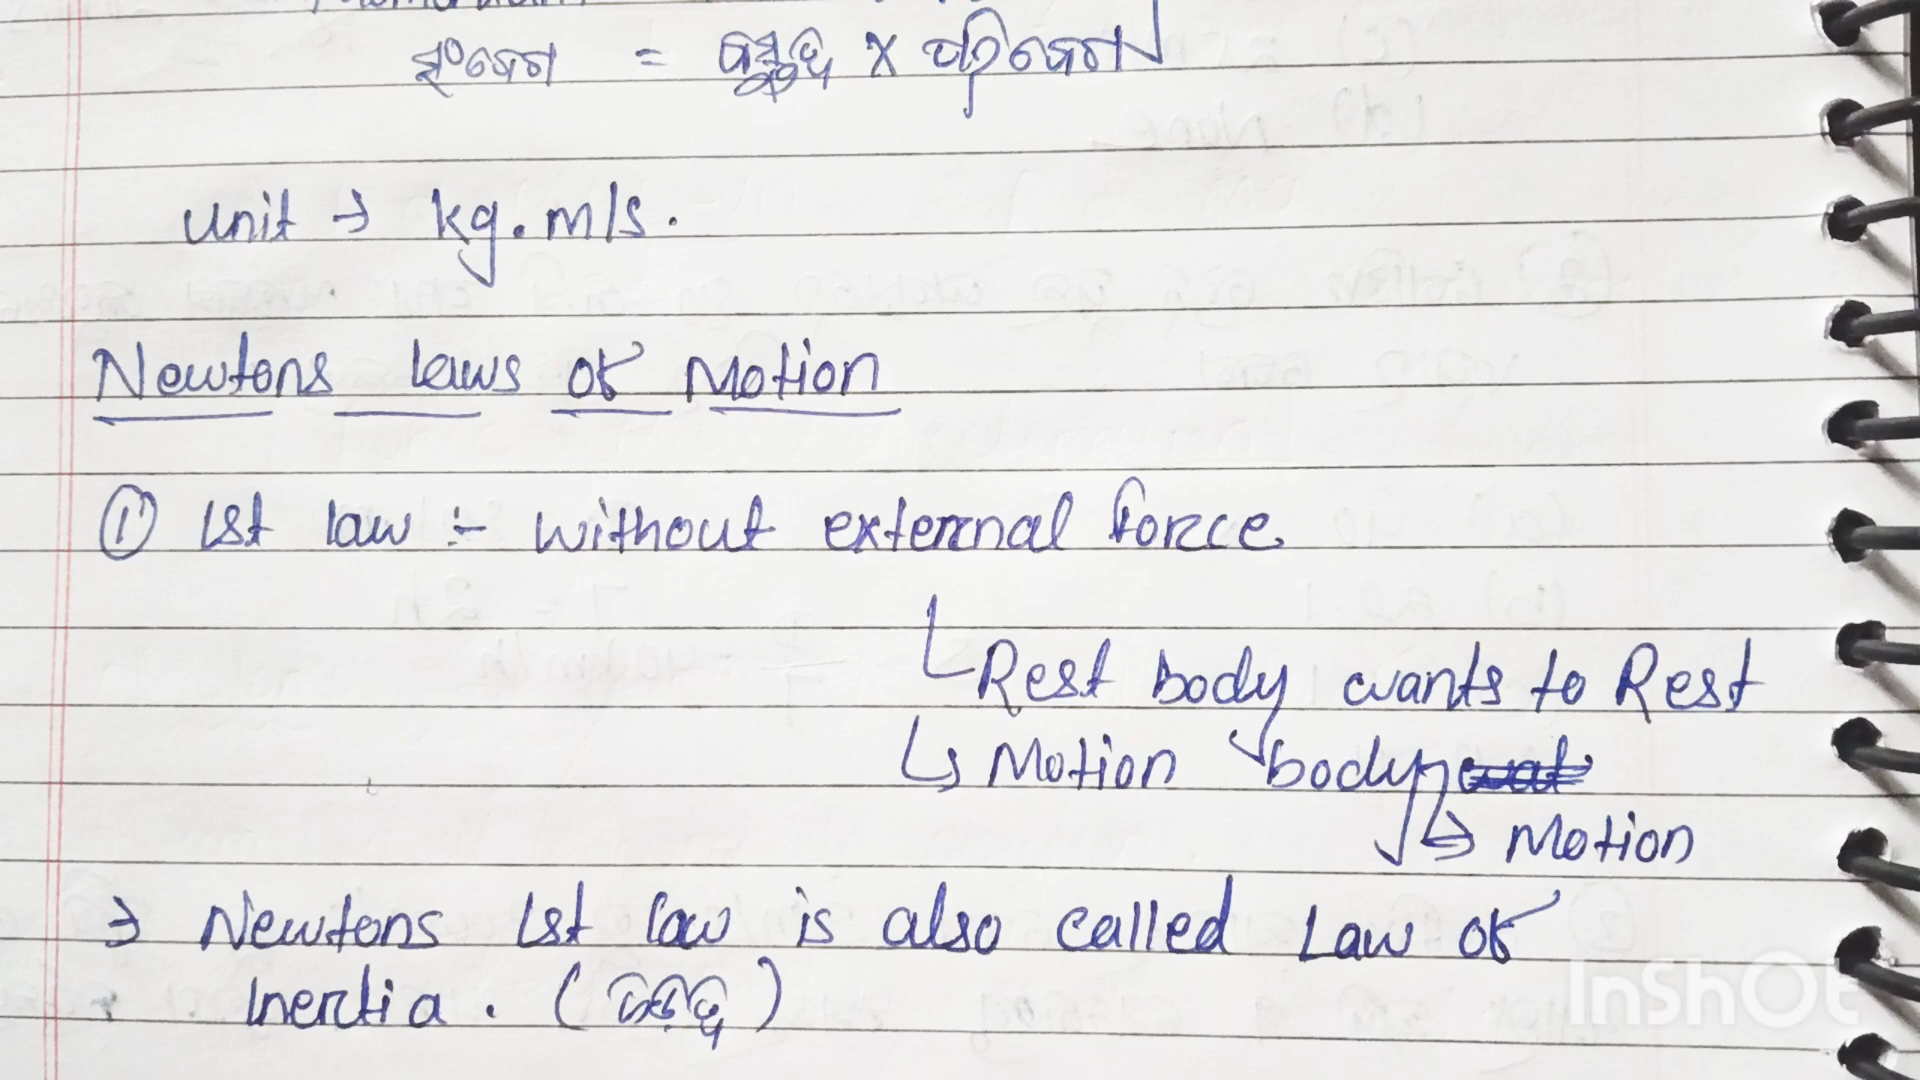 ସଂବେଗ = ବସ୍ତୁତ୍ୱ X ପରିବେଗ
unit → kg.m/s.
Newtons laws of Motion
① 1st law :- without external force
Rest body wants to Rest
↳ Motion body
→ Motion
→ Newtons 1st law is also called Law of
Inertia. ( )
InShOt